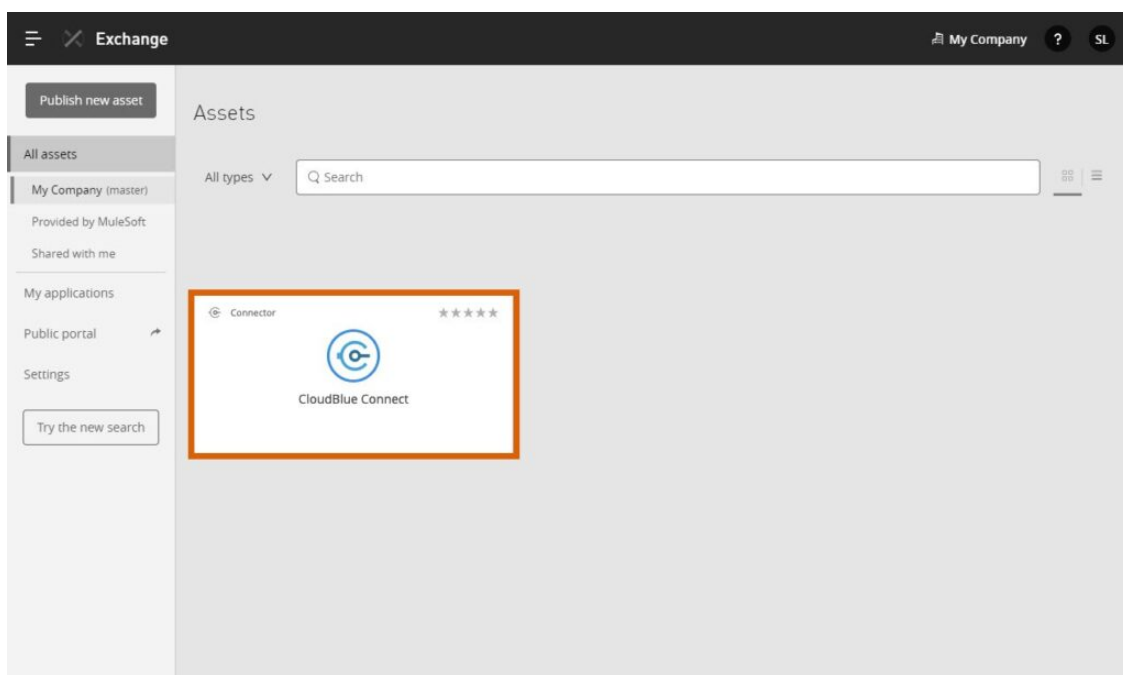 Exchange
My Company ? SL
Publish new asset
Assets
All assets
My Company (master)
All types
Search
Provided by MuleSoft
Shared with me
My applications
Public portal
Settings
Try the new search
Connector
CloudBlue Connect